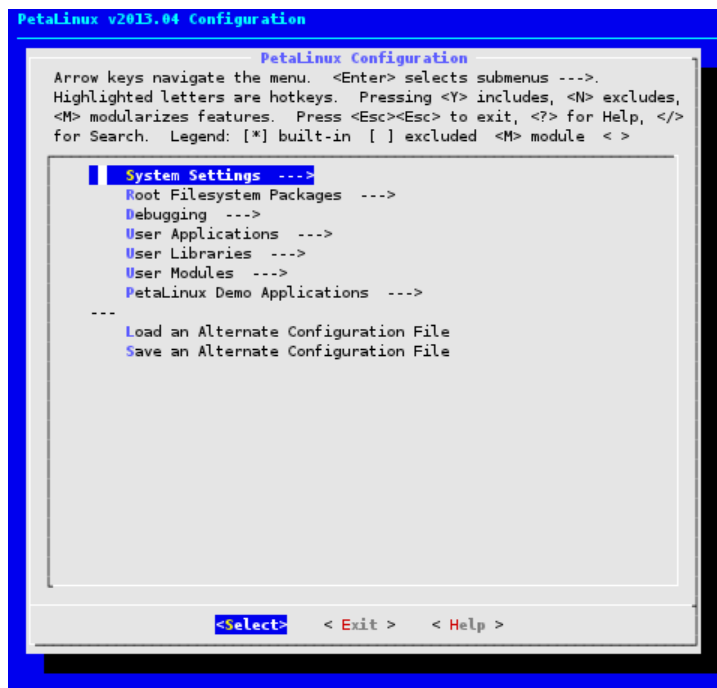 PetaLinux v2013.04 Configuration
PetaLinux Configuration
Arrow keys navigate the menu.  <Enter> selects submenus --->.
Highlighted letters are hotkeys.  Pressing <Y> includes, <N> excludes,
<M> modularizes features.  Press <Esc><Esc> to exit, <?> for Help, </>
for Search.  Legend: [*] built-in  [ ] excluded  <M> module  < >
System Settings  --->
Root Filesystem Packages  --->
Debugging  --->
User Applications  --->
User Libraries  --->
User Modules  --->
PetaLinux Demo Applications  --->
---
Load an Alternate Configuration File
Save an Alternate Configuration File
<Select>    < Exit >    < Help >